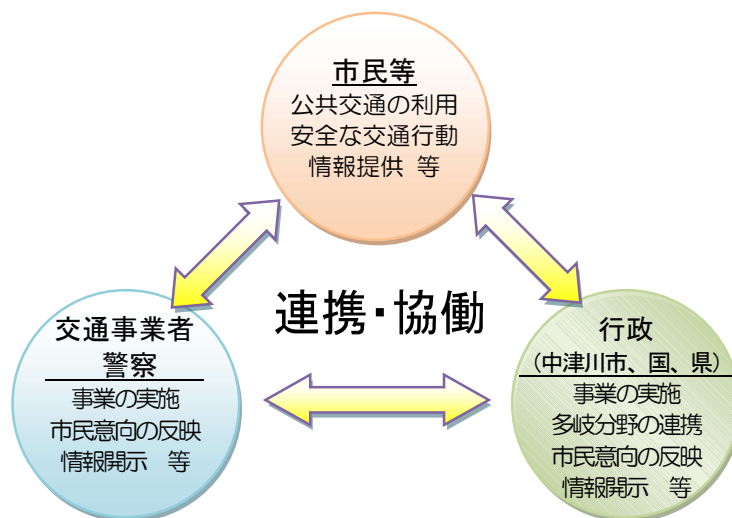 市民等
公共交通の利用
安全な交通行動
情報提供 等
連携・協働
交通事業者
警察
事業の実施
市民意向の反映
情報開示 等
行政
(中津川市、国、県)
事業の実施
多岐分野の連携
市民意向の反映
情報開示 等